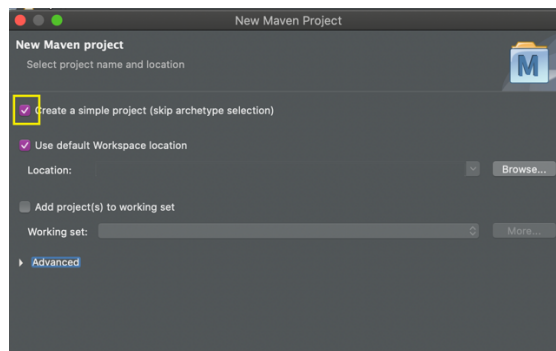 New Maven Project
New Maven project
Select project name and location
M
Create a simple project (skip archetype selection)
Use default Workspace location
Location:
Browse...
Add project(s) to working set
Working set:
More...
Advanced